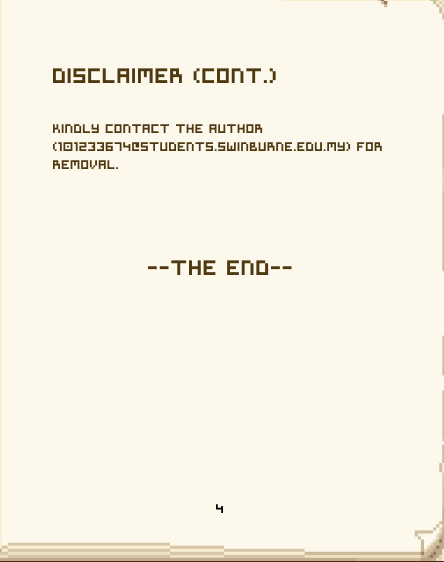 DISCLAIMER (CONT.)
KINDLY CONTACT THE AUTHOR
(101233674@STUDENTS.SWINBURNE.EDU.MY) FOR
REMOVAL.
--THE END--
4